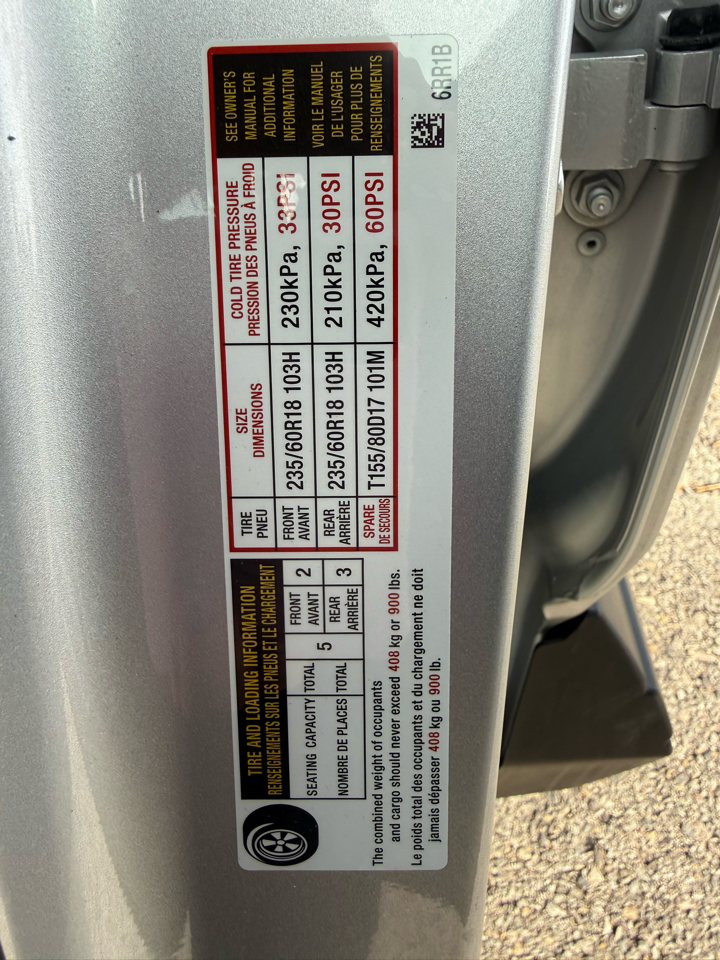 TIRE AND LOADING INFORMATION
RENSEIGNEMENTS SUR LES PNEUS ET LE CHARGEMENT
SEATING CAPACITY TOTAL
NOMBRE DE PLACES TOTAL
5
FRONT
AVANT
2
REAR
ARRIÈRE
3
The combined weight of occupants
and cargo should never exceed 408 kg or 900 lbs.
Le poids total des occupants et du chargement ne doit
jamais dépasser 408 kg ou 900 lb.
TIRE
PNEU
SIZE
DIMENSIONS
COLD TIRE PRESSURE
PRESSION DES PNEUS À FROID
FRONT
AVANT
235/60R18 103H
230kPa, 33PSI
REAR
ARRIÈRE
235/60R18 103H
210kPa, 30PSI
SPARE
DE SECOURS
T155/80D17 101M
420kPa, 60PSI
SEE OWNER'S
MANUAL FOR
ADDITIONAL
INFORMATION
VOIR LE MANUEL
DE L'USAGER
POUR PLUS DE
RENSEIGNEMENTS
6RR1B